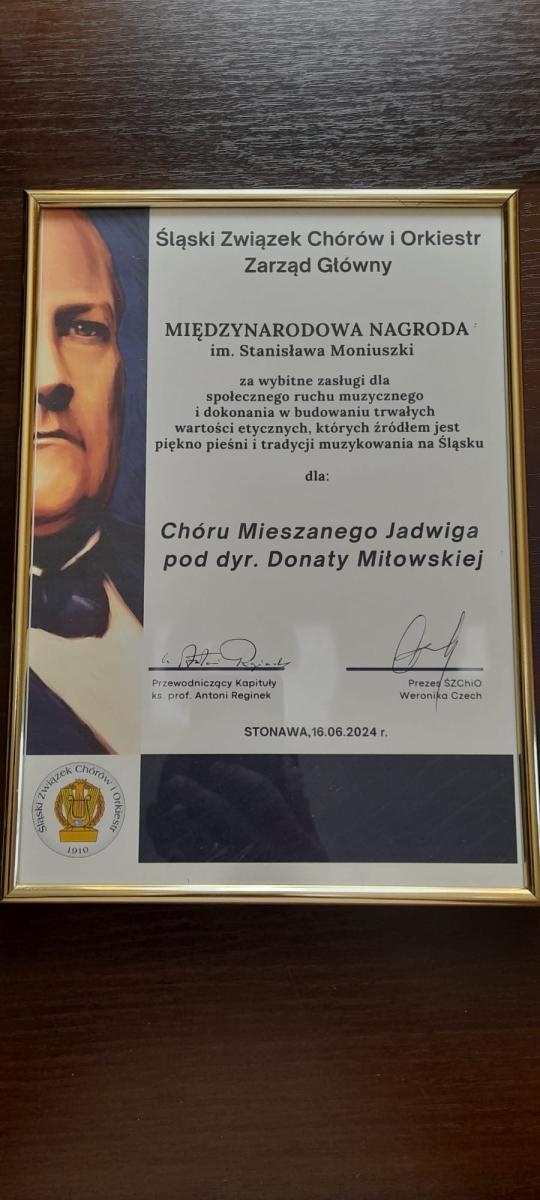 Śląski Związek Chórów i Orkiestr
Zarząd Główny
MIĘDZYNARODOWA NAGRODA
im. Stanisława Moniuszki
za wybitne zasługi dla
społecznego ruchu muzycznego
i dokonania w budowaniu trwałych
wartości etycznych, których źródłem jest
piękno pieśni i tradycji muzykowania na Śląsku
dla:
Chóru Mieszanego Jadwiga
pod dyr. Donaty Miłowskiej
Przewodniczący Kapituły
ks. prof. Antoni Reginek
Prezes ŚZChiO
Weronika Czech
STONAWA,16.06.2024 r.
Śląski Związek Chórów i Orkiestr
1910